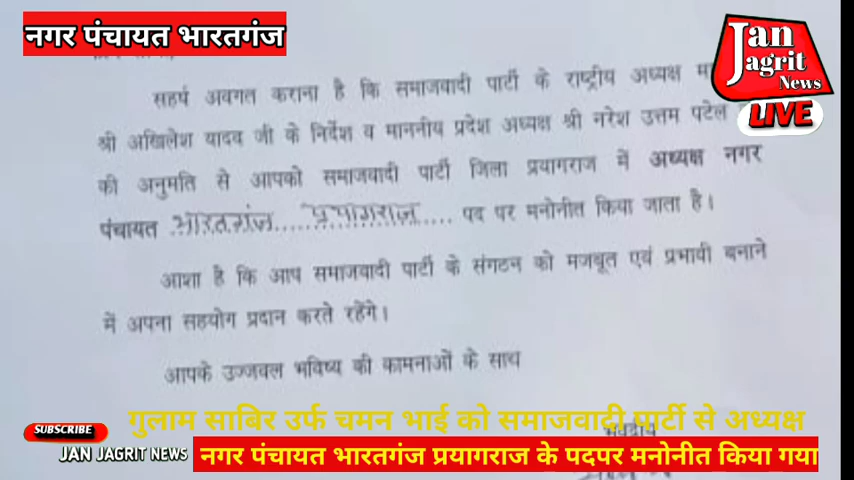 नगर पंचायत भारतगंज
Jan
Jagrit
News
LIVE
सहर्ष अवगत कराना है कि समाजवादी पार्टी के राष्ट्रीय अध्यक्ष
श्री अखिलेश यादव जी के निर्देश व माननीय प्रदेश अध्यक्ष श्री नरेश उत्तम पटेल
की अनुमति से आपको समाजवादी पार्टी जिला प्रयागराज में अध्यक्ष नगर
पंचायत भारतगंज......प्रयागराज.... पद पर मनोनीत किया जाता है।
आशा है कि आप समाजवादी पार्टी के संगठन को मजबूत एवं प्रभावी बनाने
में अपना सहयोग प्रदान करते रहेंगे।
आपके उज्जवल भविष्य की कामनाओं के साथ
भवदीय
गुलाम साबिर उर्फ चमन भाई को समाजवादी पार्टी से अध्यक्ष
SUBSCRIBE
JAN JAGRIT NEWS
नगर पंचायत भारतगंज प्रयागराज के पदपर मनोनीत किया गया